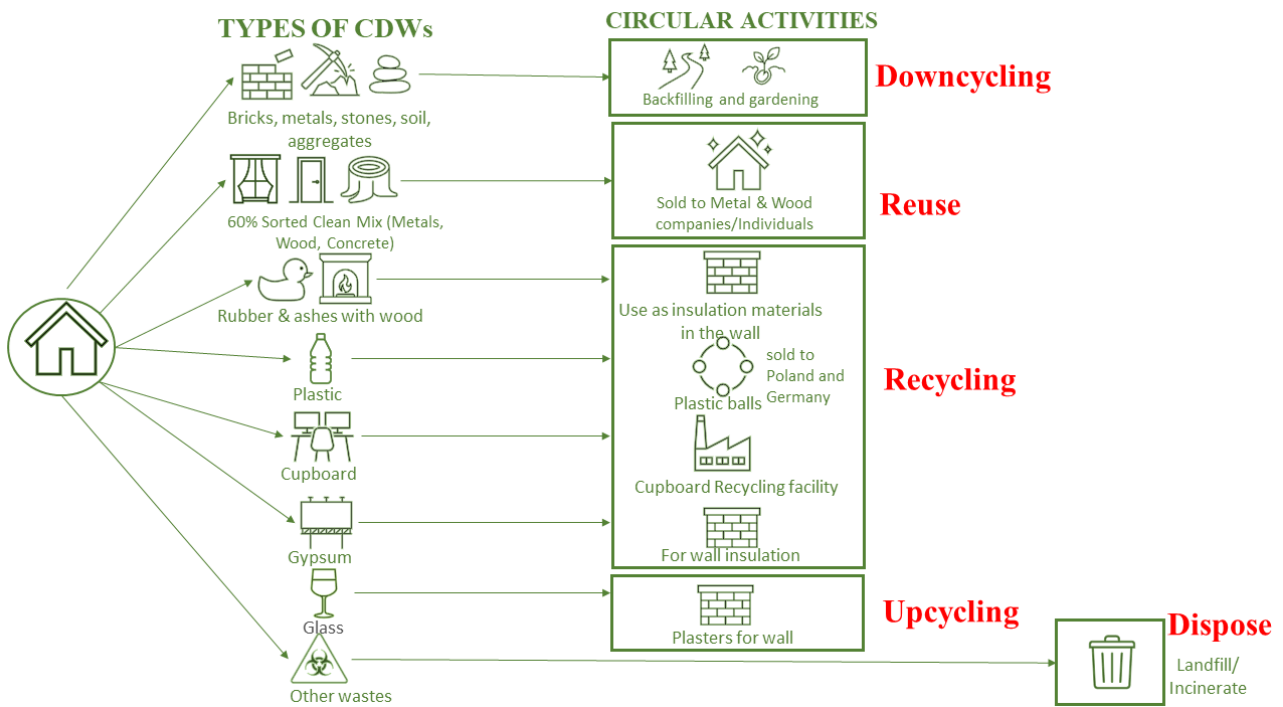 TYPES OF CDWs
CIRCULAR ACTIVITIES
Bricks, metals, stones, soil,
aggregates
Backfilling and gardening
Downcycling
60% Sorted Clean Mix (Metals,
Wood, Concrete)
Sold to Metal & Wood
companies/Individuals
Reuse
Rubber & ashes with wood
Use as insulation materials
in the wall
Plastic
Plastic balls
sold to
Poland and
Germany
Recycling
Cupboard
Cupboard Recycling facility
Gypsum
For wall insulation
Glass
Plasters for wall
Upcycling
Other wastes
Dispose
Landfill/
Incinerate